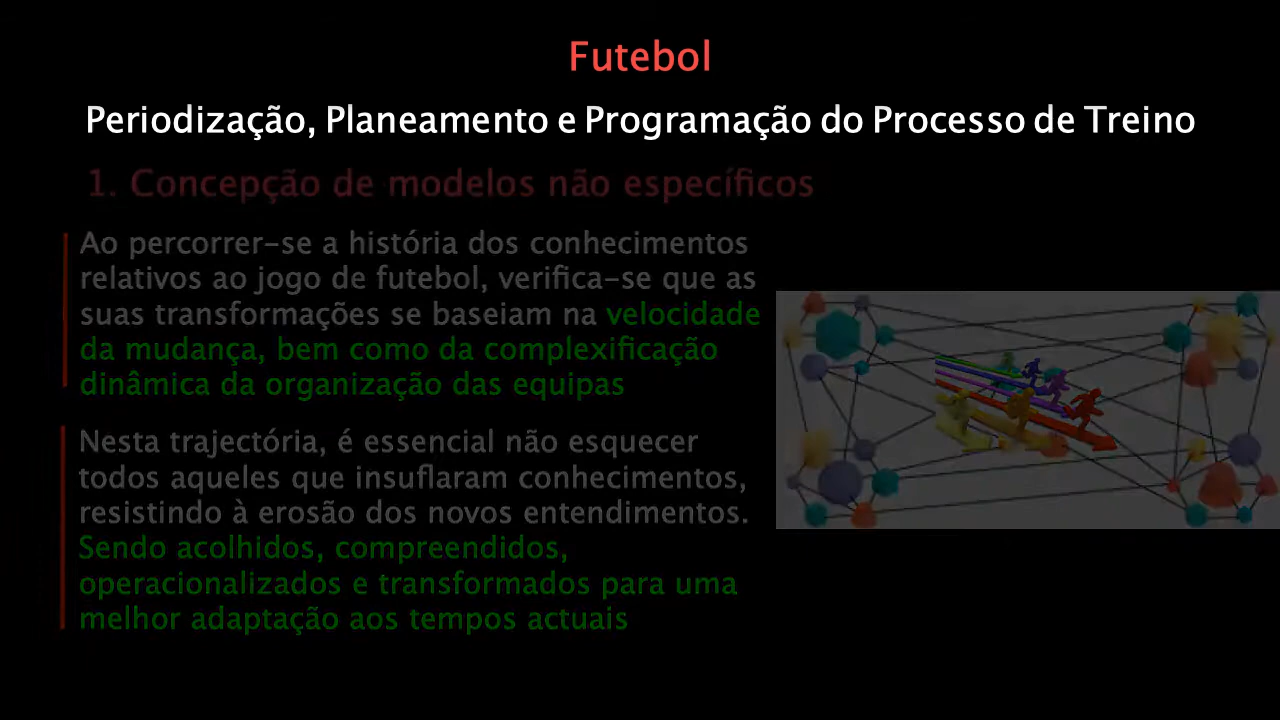 Futebol
Periodização, Planeamento e Programação do Processo de Treino
1. Concepção de modelos não específicos
Ao percorrer-se a história dos conhecimentos
relativos ao jogo de futebol, verifica-se que as
suas transformações se baseiam na velocidade
da mudança, bem como da complexificação
dinâmica da organização das equipas
Nesta trajectória, é essencial não esquecer
todos aqueles que insuflaram conhecimentos,
resistindo à erosão dos novos entendimentos.
Sendo acolhidos, compreendidos,
operacionalizados e transformados para uma
melhor adaptação aos tempos actuais